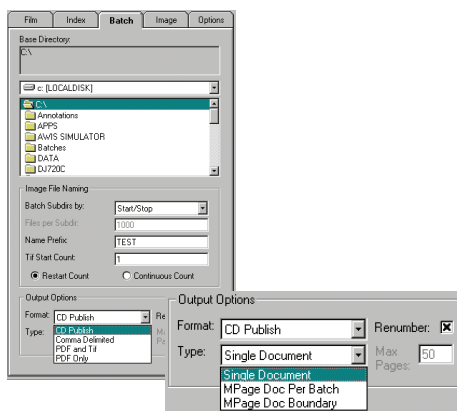 Film Index Batch Image Options
Base Directory:
C:\
c: [LOCALDISK]
C:\
Annotations
APPS
AWIS SIMULATOR
Batches
DATA
DJ720C
Image File Naming
Batch Subdirs by: Start/Stop
Files per Subdir: 1000
Name Prefix: TEST
Tif Start Count: 1
Restart Count Continuous Count
Output Options
Format: CD Publish Re
Type: CD Publish
Comma Delimited
PDF and Tif
PDF Only
Output Options
Format: CD Publish Renumber:
Type: Single Document Max Pages: 50
Single Document
MPage Doc Per Batch
MPage Doc Boundary